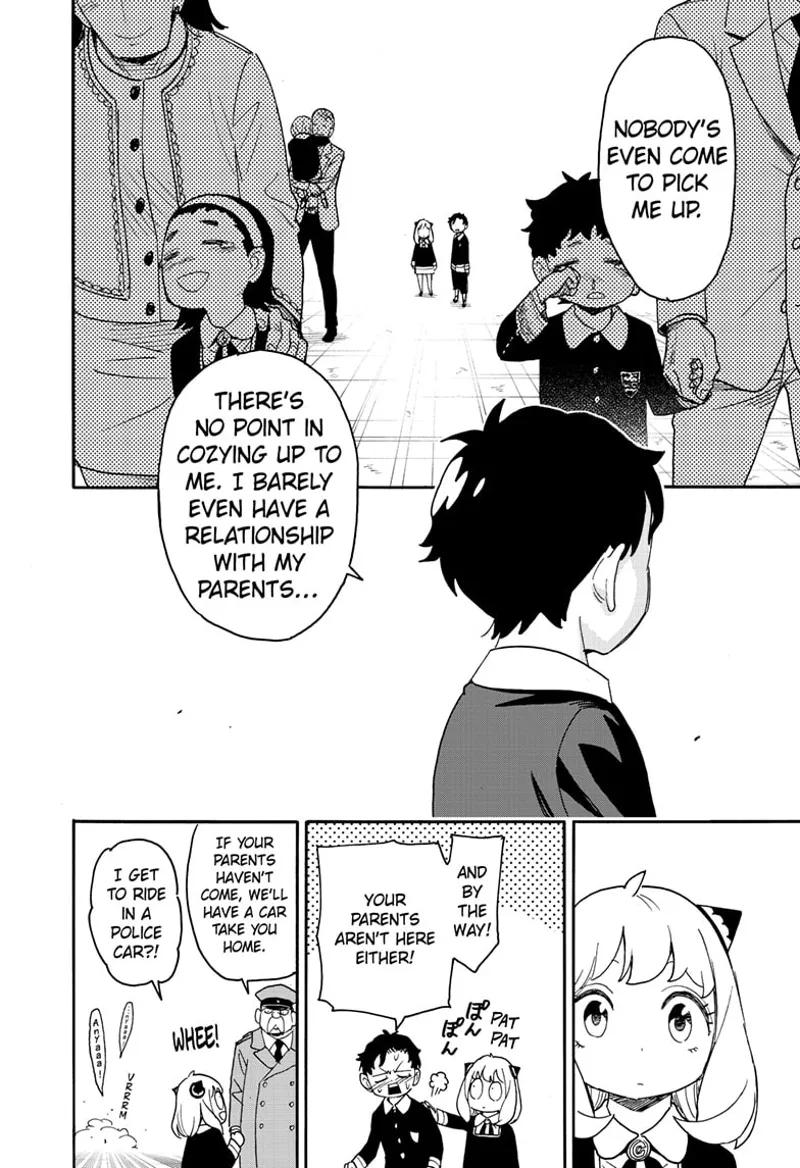 NOBODY'S
EVEN COME
TO PICK
ME UP.
THERE'S
NO POINT IN
COZYING UP TO
ME. I BARELY
EVEN HAVE A
RELATIONSHIP
WITH MY
PARENTS...
AND
BY
THE
WAY!
YOUR
PARENTS
AREN'T HERE
EITHER!
ぽん
ぽん
PAT
PAT
IF YOUR
PARENTS
HAVEN'T
COME, WE'LL
HAVE A CAR
TAKE YOU
HOME.
I GET
TO RIDE
IN A
POLICE
CAR?!
WHEE!
Anyaaa!
VRRRM